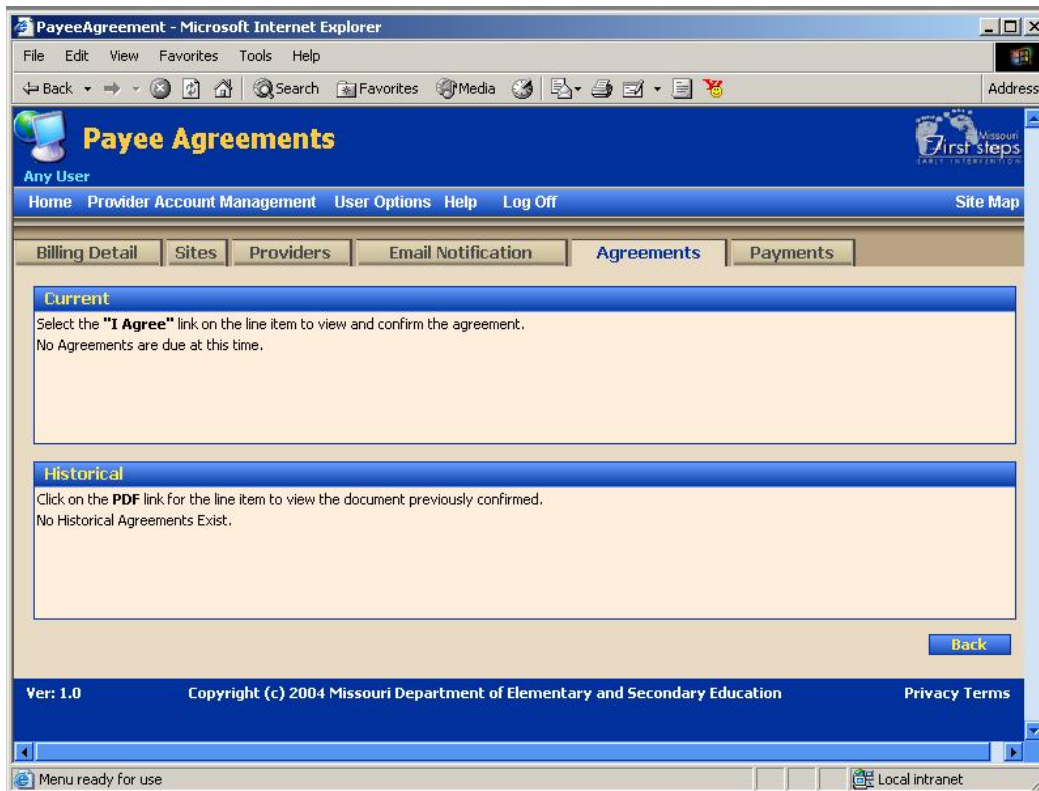 PayeeAgreement - Microsoft Internet Explorer
File Edit View Favorites Tools Help
Back Search Favorites Media Address
Payee Agreements
Missouri
First steps
EARLY INTERVENTION
Any User
Home Provider Account Management User Options Help Log Off Site Map
Billing Detail Sites Providers Email Notification Agreements Payments
Current
Select the "I Agree" link on the line item to view and confirm the agreement.
No Agreements are due at this time.
Historical
Click on the PDF link for the line item to view the document previously confirmed.
No Historical Agreements Exist.
Back
Ver: 1.0 Copyright (c) 2004 Missouri Department of Elementary and Secondary Education Privacy Terms
Menu ready for use Local intranet